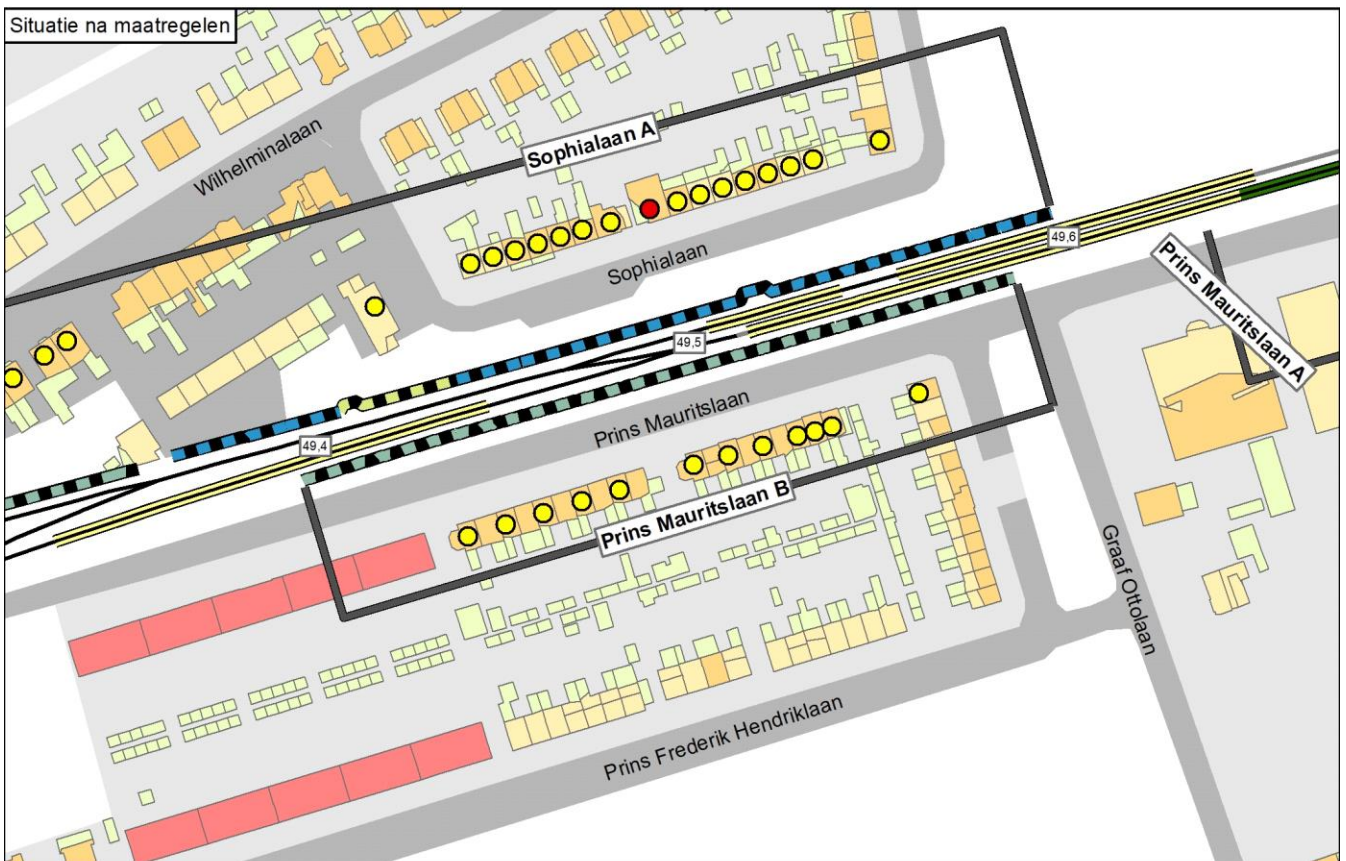 Situatie na maatregelen
Wilhelminalaan
Sophialaan A
Sophialaan
49,6
Prins Mauritslaan A
49,5
Prins Mauritslaan
49,4
Prins Mauritslaan B
Graaf Ottolaan
Prins Frederik Hendriklaan